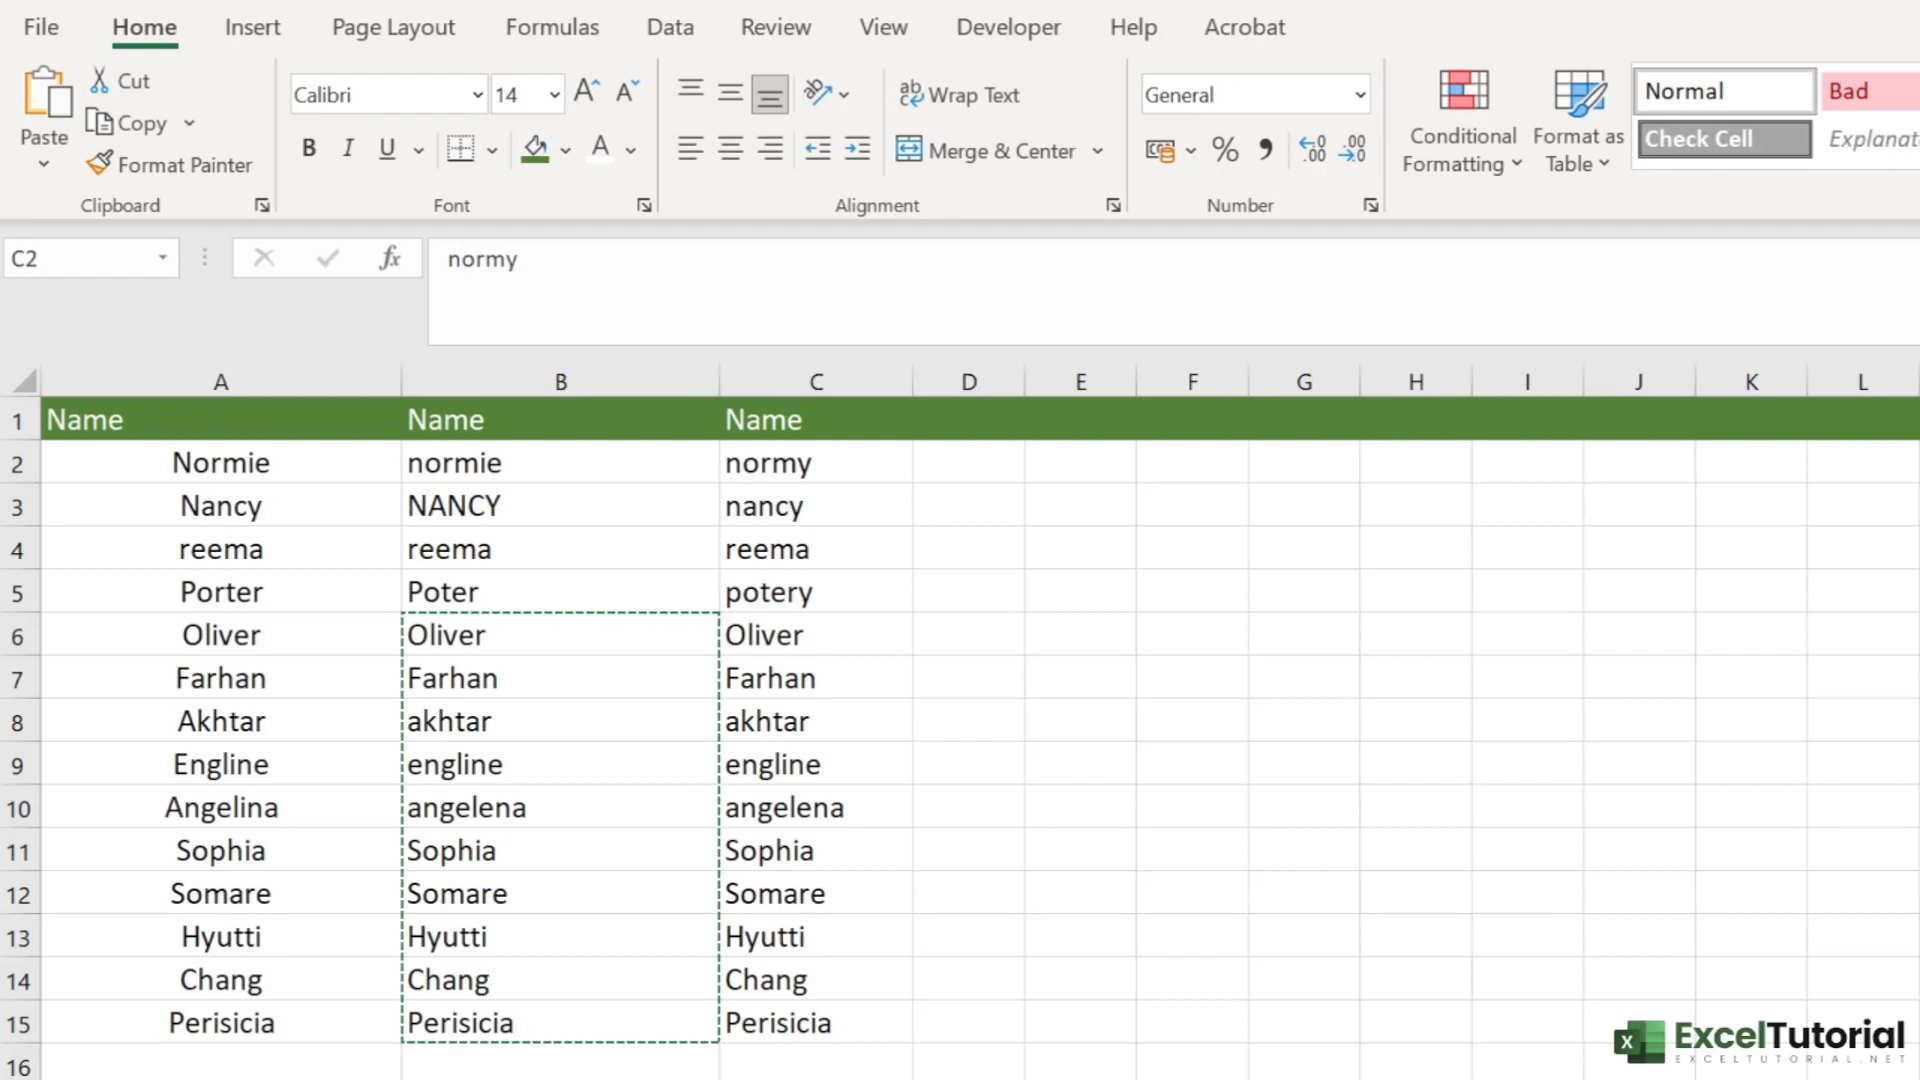 File Home Insert Page Layout Formulas Data Review View Developer Help Acrobat
Paste
Cut
Copy
Format Painter
Clipboard
Calibri 14
B I U
Font
Wrap Text
Merge & Center
Alignment
General
Number
Conditional Formatting
Format as Table
Normal Bad
Check Cell
C2 fx normy
A B C D E F G H I J K L
1 Name Name Name
2 Normie normie normy
3 Nancy NANCY nancy
4 reema reema reema
5 Porter Poter potery
6 Oliver Oliver Oliver
7 Farhan Farhan Farhan
8 Akhtar akhtar akhtar
9 Engline engline engline
10 Angelina angelena angelena
11 Sophia Sophia Sophia
12 Somare Somare Somare
13 Hyutti Hyutti Hyutti
14 Chang Chang Chang
15 Perisicia Perisicia Perisicia
16
ExcelTutorial
EXCELTUTORIAL.NET